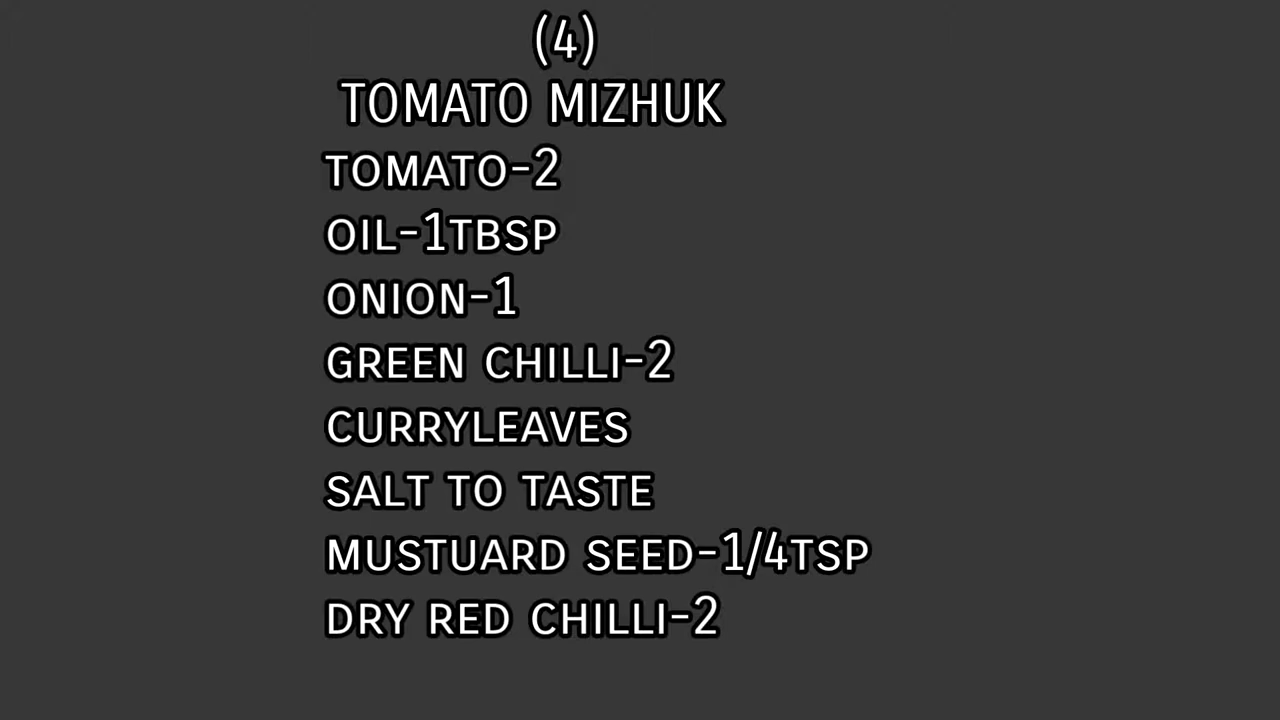 (4)
TOMATO MIZHUK
TOMATO-2
OIL-1TBSP
ONION-1
GREEN CHILLI-2
CURRYLEAVES
SALT TO TASTE
MUSTUARD SEED-1/4TSP
DRY RED CHILLI-2